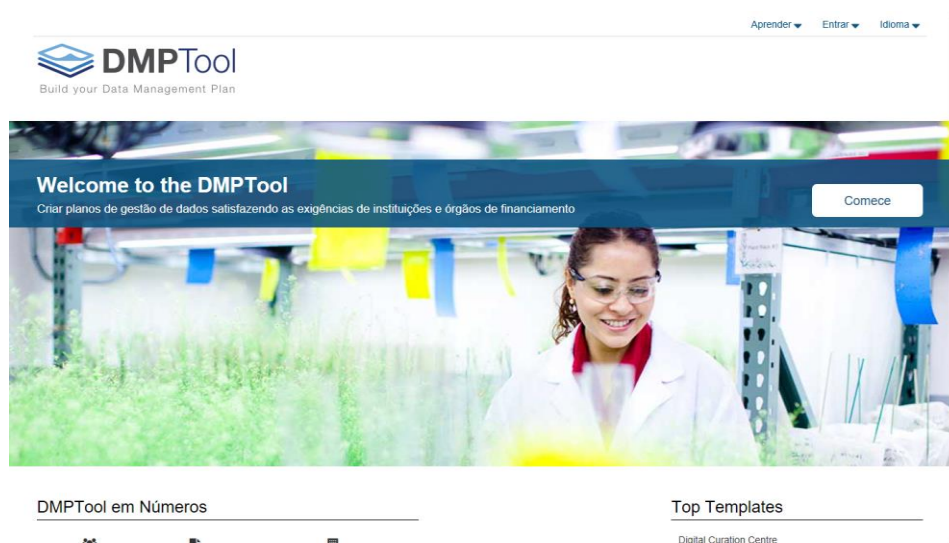 Aprender Entrar Idioma
DMPTool
Build your Data Management Plan
Welcome to the DMPTool
Criar planos de gestão de dados satisfazendo as exigências de instituições e órgãos de financiamento
Comece
DMPTool em Números
Top Templates
Digital Curation Centre